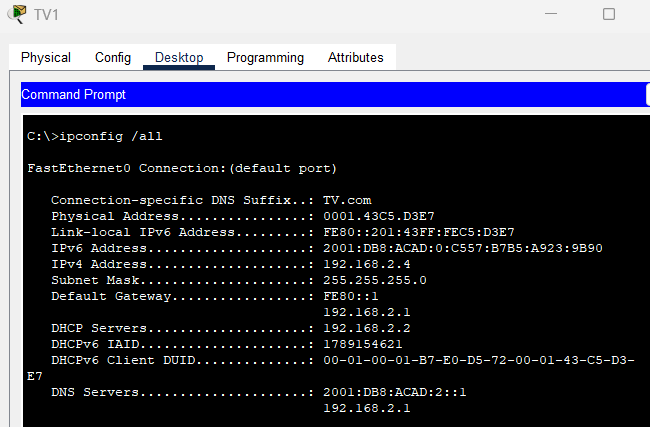 TV1
Physical Config Desktop Programming Attributes
Command Prompt
C:\>ipconfig /all
FastEthernet0 Connection:(default port)
Connection-specific DNS Suffix..: TV.com
Physical Address................: 0001.43C5.D3E7
Link-local IPv6 Address.........: FE80::201:43FF:FEC5:D3E7
IPv6 Address....................: 2001:DB8:ACAD:0:C557:B7B5:A923:9B90
IPv4 Address....................: 192.168.2.4
Subnet Mask.....................: 255.255.255.0
Default Gateway.................: FE80::1
192.168.2.1
DHCP Servers....................: 192.168.2.2
DHCPv6 IAID.....................: 1789154621
DHCPv6 Client DUID..............: 00-01-00-01-B7-E0-D5-72-00-01-43-C5-D3-
E7
DNS Servers.....................: 2001:DB8:ACAD:2::1
192.168.2.1